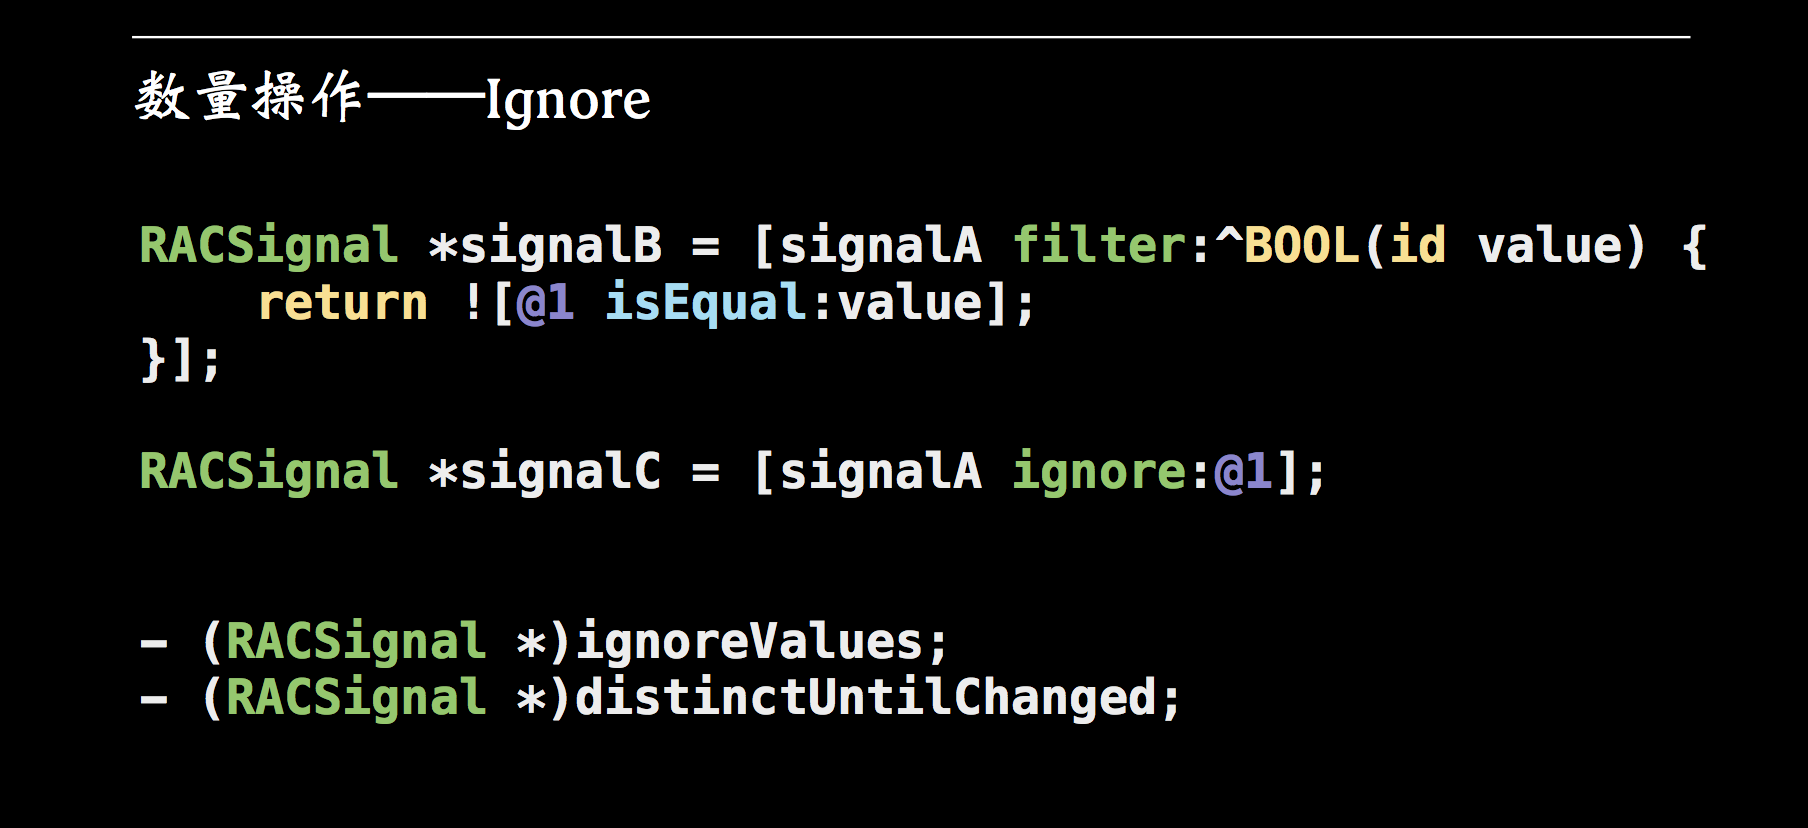 数量操作——Ignore
RACSignal *signalB = [signalA filter:^BOOL(id value) {
    return ![@1 isEqual:value];
}];
RACSignal *signalC = [signalA ignore:@1];
- (RACSignal *)ignoreValues;
- (RACSignal *)distinctUntilChanged;